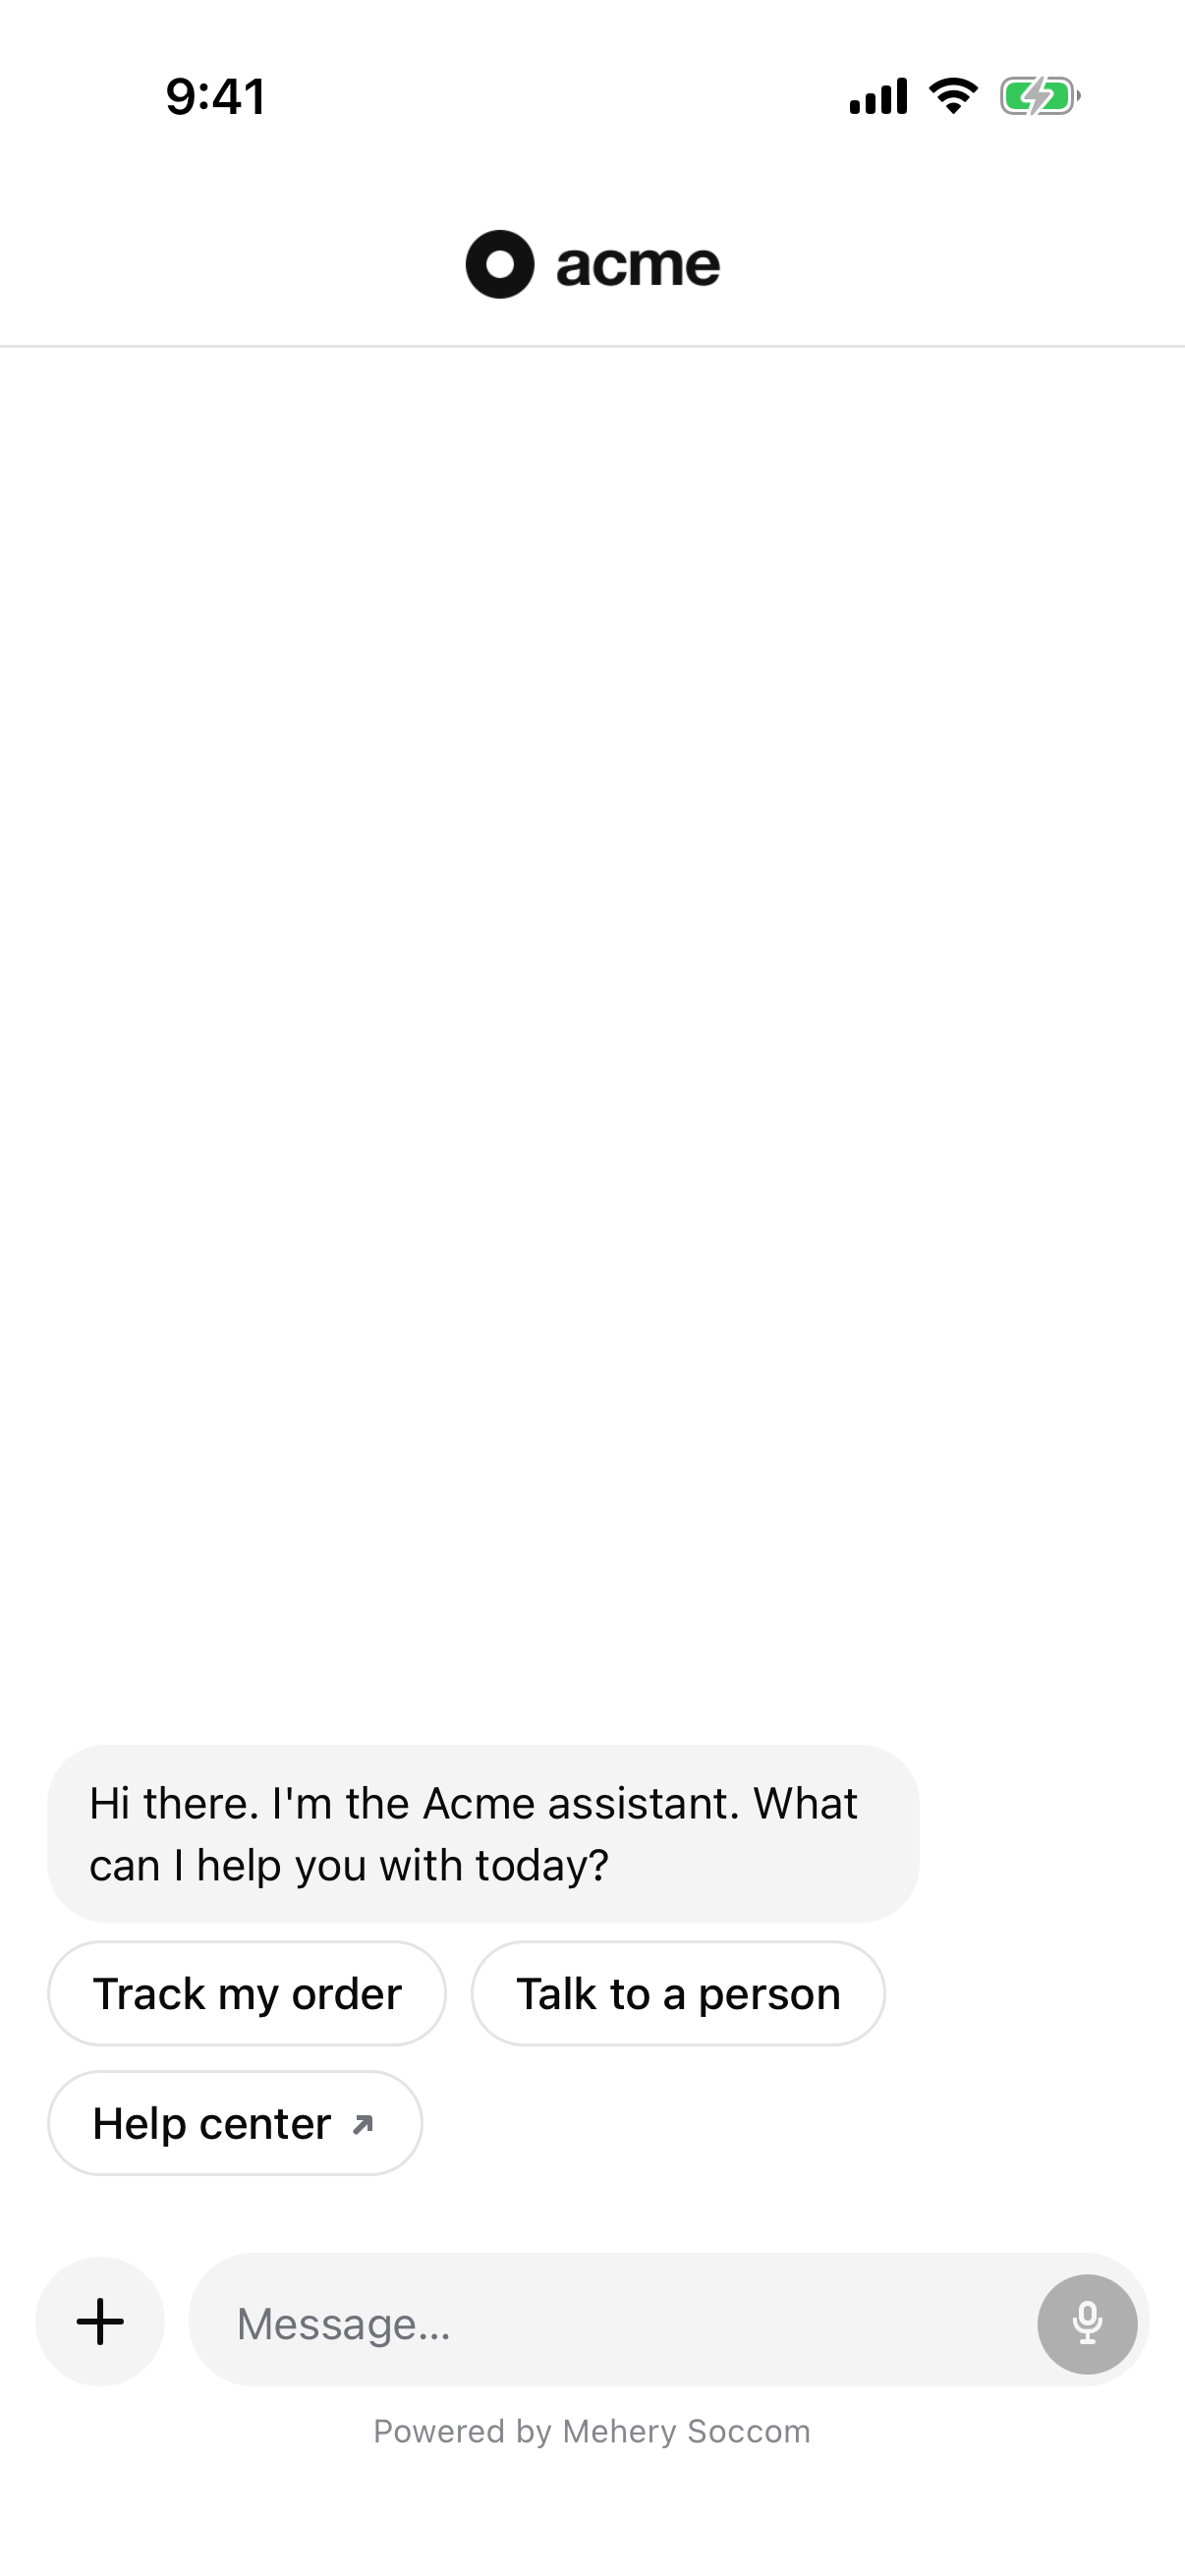 9:41
acme
Hi there. I'm the Acme assistant. What
can I help you with today?
Track my order
Talk to a person
Help center
Message...
Powered by Mehery Soccom